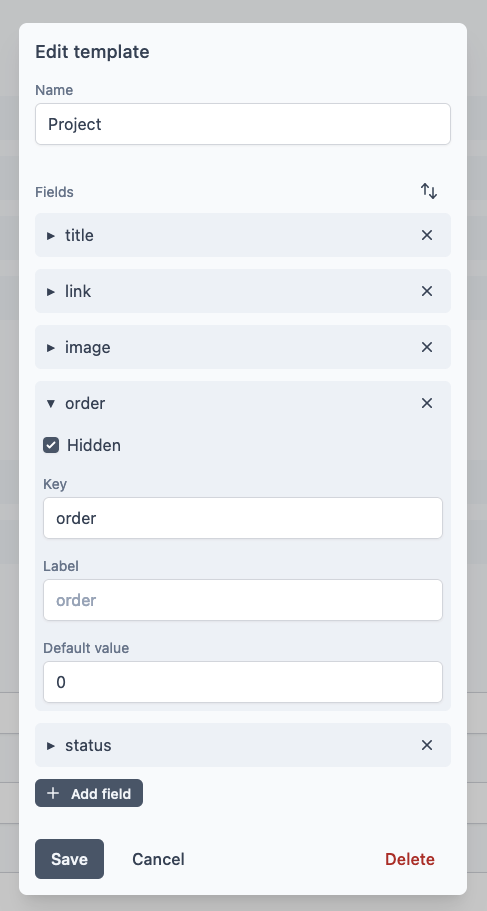 Edit template
Name
Project
Fields
title
link
image
order
Hidden
Key
order
Label
order
Default value
0
status
Add field
Save Cancel Delete